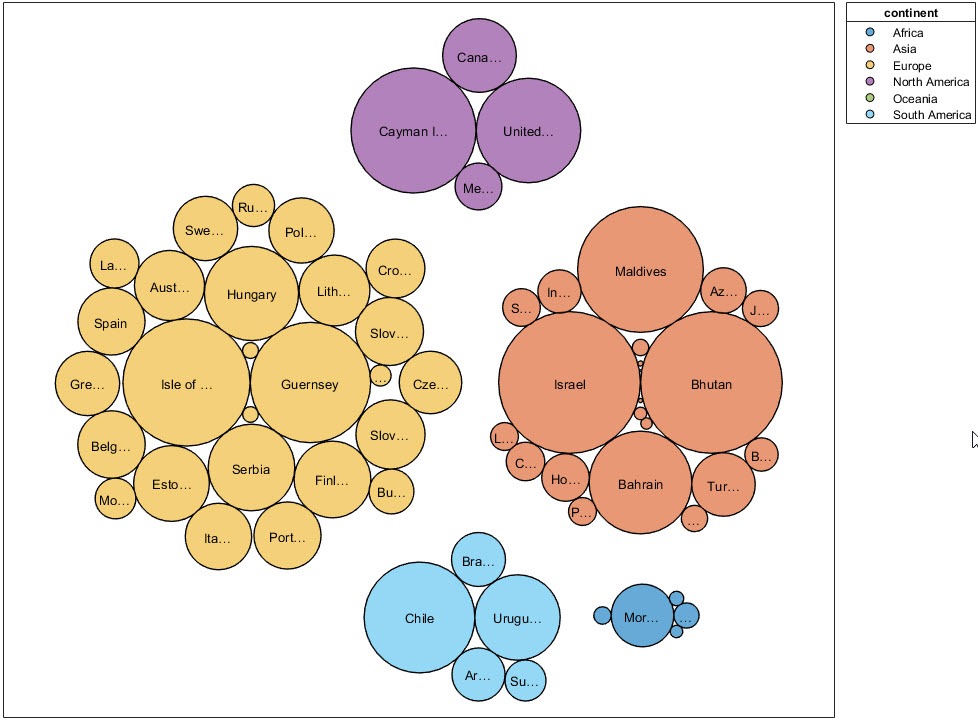 continent
Africa
Asia
Europe
North America
Oceania
South America
Cana...
Cayman I...
United...
Me...
Ru...
Swe...
Pol...
La...
Aust...
Hungary
Lith...
Cro...
Spain
Slov...
Gre...
Isle of ...
Guernsey
...
Cze...
Belg...
Slov...
Serbia
Esto...
Finl...
Mo...
Bu...
Ita...
Port...
Maldives
In...
Az...
S...
J...
Israel
Bhutan
L...
C...
Ho...
Bahrain
Tur...
B...
P...
...
Bra...
Chile
Urugu...
Ar...
Su...
Mor...
...